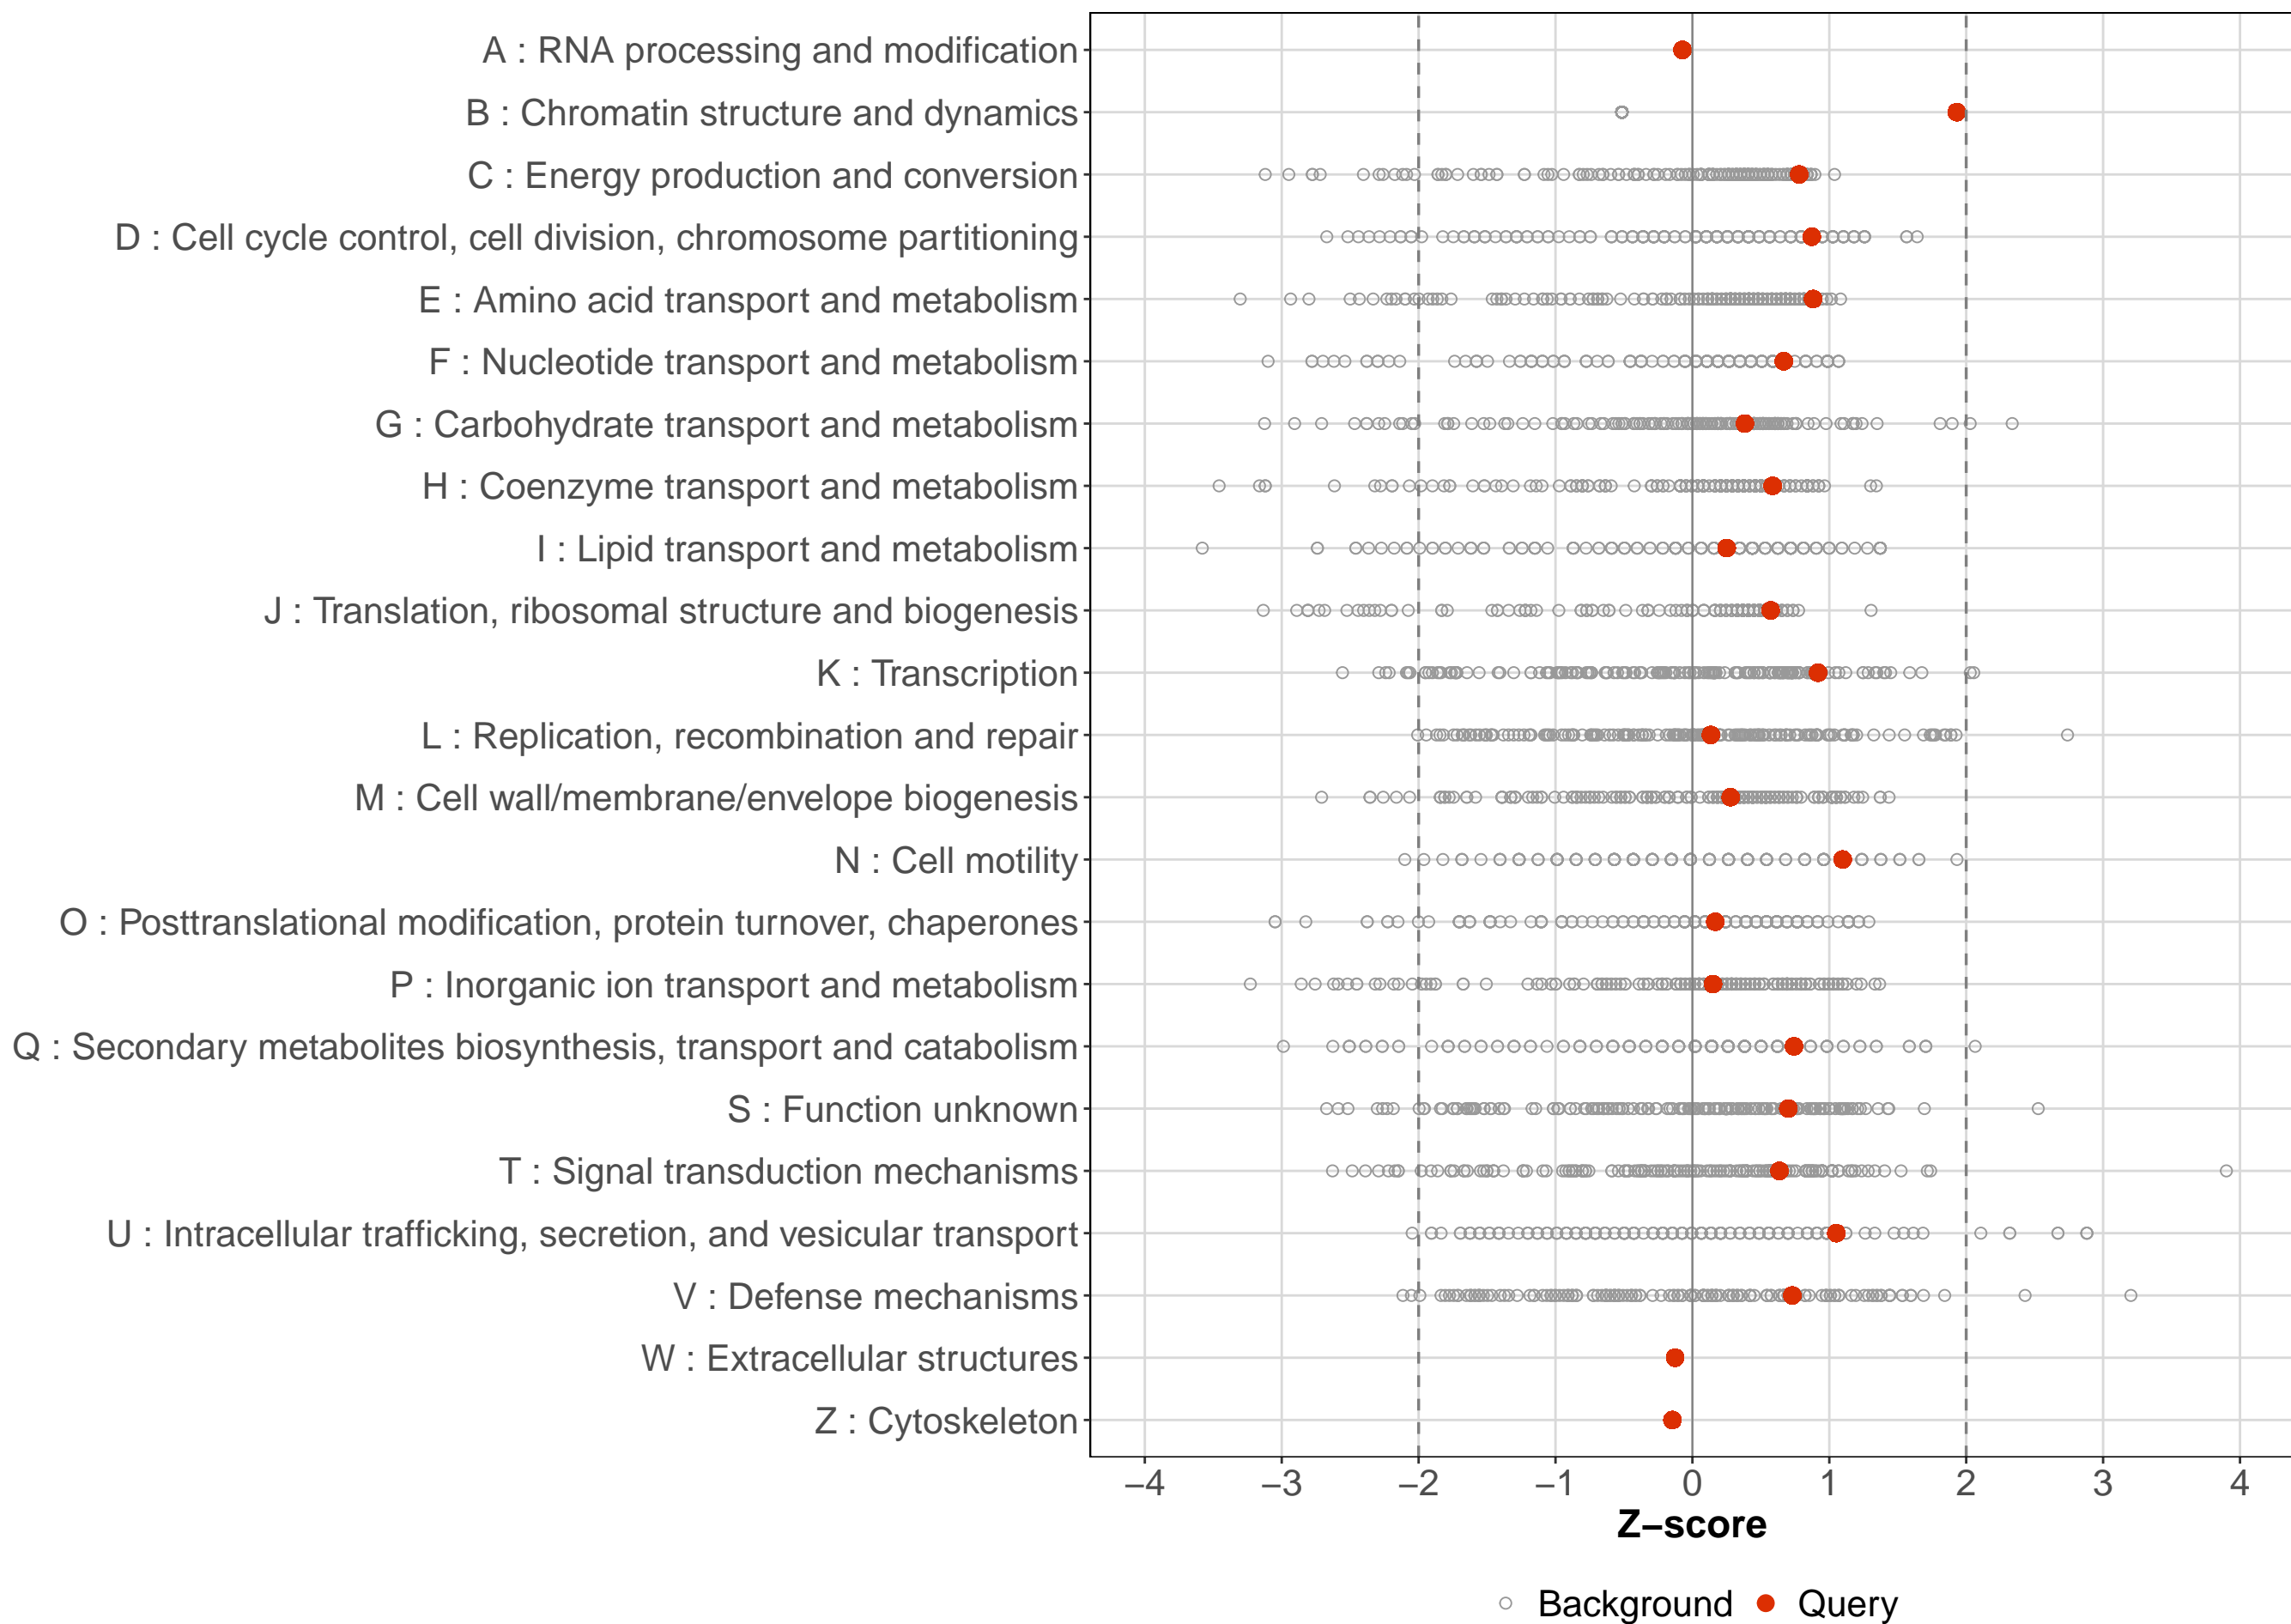 A : RNA processing and modification
B : Chromatin structure and dynamics
C : Energy production and conversion
D : Cell cycle control, cell division, chromosome partitioning
E : Amino acid transport and metabolism
F : Nucleotide transport and metabolism
G : Carbohydrate transport and metabolism
H : Coenzyme transport and metabolism
I : Lipid transport and metabolism
J : Translation, ribosomal structure and biogenesis
K : Transcription
L : Replication, recombination and repair
M : Cell wall/membrane/envelope biogenesis
N : Cell motility
O : Posttranslational modification, protein turnover, chaperones
P : Inorganic ion transport and metabolism
Q : Secondary metabolites biosynthesis, transport and catabolism
S : Function unknown
T : Signal transduction mechanisms
U : Intracellular trafficking, secretion, and vesicular transport
V : Defense mechanisms
W : Extracellular structures
Z : Cytoskeleton
−4 −3 −2 −1 0 1 2 3 4
Z−score
Background Query